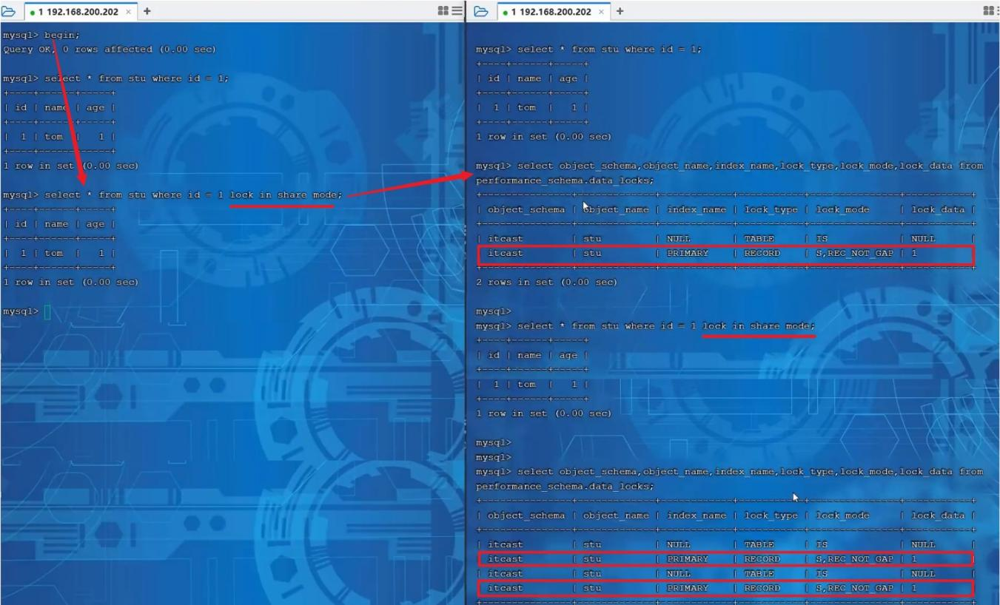 1 192.168.200.202 × +
mysql> begin;
Query OK, 0 rows affected (0.00 sec)
mysql> select * from stu where id = 1;
+----+------+-----+
| id | name | age |
+----+------+-----+
| 1 | tom | 1 |
+----+------+-----+
1 row in set (0.00 sec)
mysql> select * from stu where id = 1 lock in share mode;
+----+------+-----+
| id | name | age |
+----+------+-----+
| 1 | tom | 1 |
+----+------+-----+
1 row in set (0.00 sec)
mysql>
1 192.168.200.202 × +
mysql> select * from stu where id = 1;
+----+------+-----+
| id | name | age |
+----+------+-----+
| 1 | tom | 1 |
+----+------+-----+
1 row in set (0.00 sec)
mysql> select object_schema,object_name,index_name,lock_type,lock_mode,lock_data from
performance_schema.data_locks;
+---------------+-------------+------------+-----------+---------------+-----------+
| object_schema | object_name | index_name | lock_type | lock_mode | lock_data |
+---------------+-------------+------------+-----------+---------------+-----------+
| itcast | stu | NULL | TABLE | IS | NULL |
| itcast | stu | PRIMARY | RECORD | S,REC_NOT_GAP | 1 |
+---------------+-------------+------------+-----------+---------------+-----------+
2 rows in set (0.00 sec)
mysql>
mysql> select * from stu where id = 1 lock in share mode;
+----+------+-----+
| id | name | age |
+----+------+-----+
| 1 | tom | 1 |
+----+------+-----+
1 row in set (0.00 sec)
mysql>
mysql>
mysql> select object_schema,object_name,index_name,lock_type,lock_mode,lock_data from
performance_schema.data_locks;
+---------------+-------------+------------+-----------+---------------+-----------+
| object_schema | object_name | index_name | lock_type | lock_mode | lock_data |
+---------------+-------------+------------+-----------+---------------+-----------+
| itcast | stu | NULL | TABLE | IS | NULL |
| itcast | stu | PRIMARY | RECORD | S,REC_NOT_GAP | 1 |
| itcast | stu | NULL | TABLE | IS | NULL |
| itcast | stu | PRIMARY | RECORD | S,REC_NOT_GAP | 1 |
+---------------+-------------+------------+-----------+---------------+-----------+